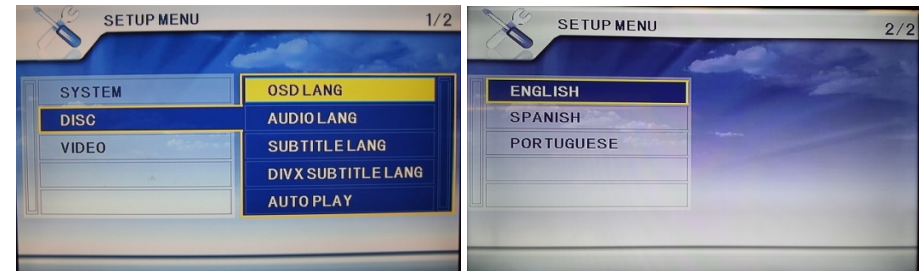 SETUP MENU 1/2
SYSTEM
DISC
VIDEO
OSD LANG
AUDIO LANG
SUBTITLE LANG
DIVX SUBTITLE LANG
AUTO PLAY
SETUP MENU 2/2
ENGLISH
SPANISH
PORTUGUESE